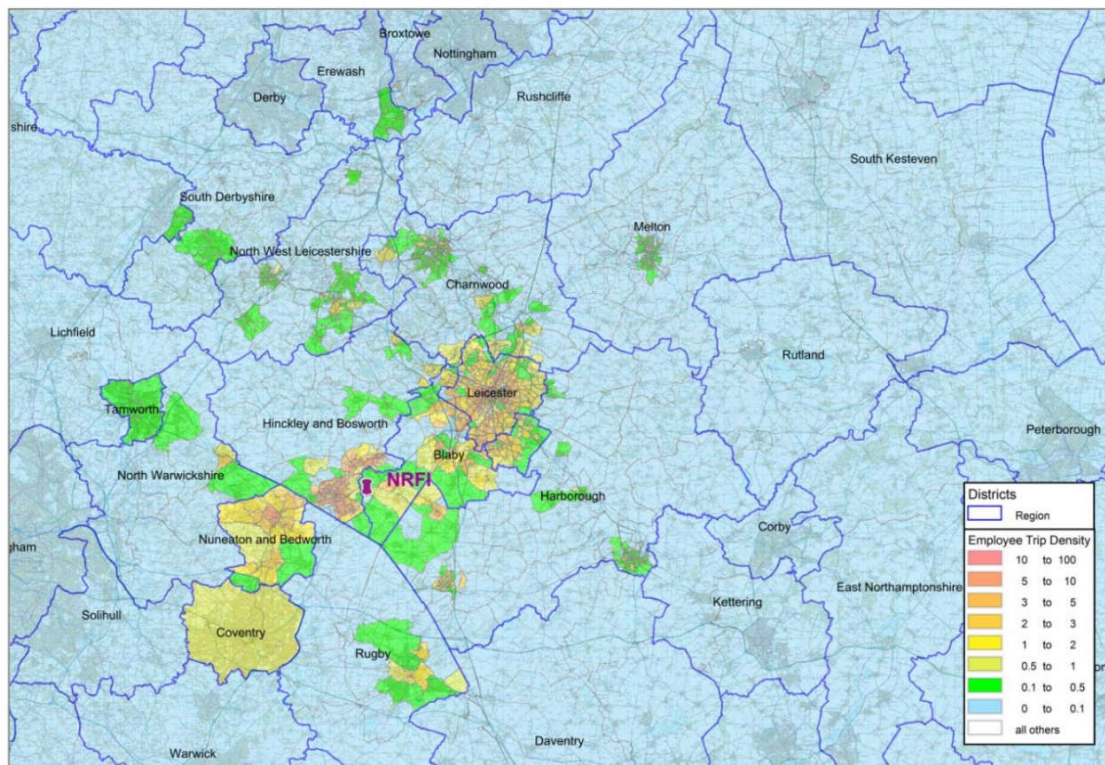 Broxtowe
Nottingham
Erewash
Derby
Rushcliffe
shire
South Kesteven
South Derbyshire
Melton
North West Leicestershire
Charnwood
Lichfield
Rutland
Leicester
Tamworth
Hinckley and Bosworth
Peterborough
Blaby
North Warwickshire
NRFI
Harborough
Corby
Nuneaton and Bedworth
gham
East Northamptonshire
Kettering
Solihull
Coventry
Rugby
Warwick
Daventry
Districts
Region
Employee Trip Density
10 to 100
5 to 10
3 to 5
2 to 3
1 to 2
0.5 to 1
0.1 to 0.5
0 to 0.1
all others